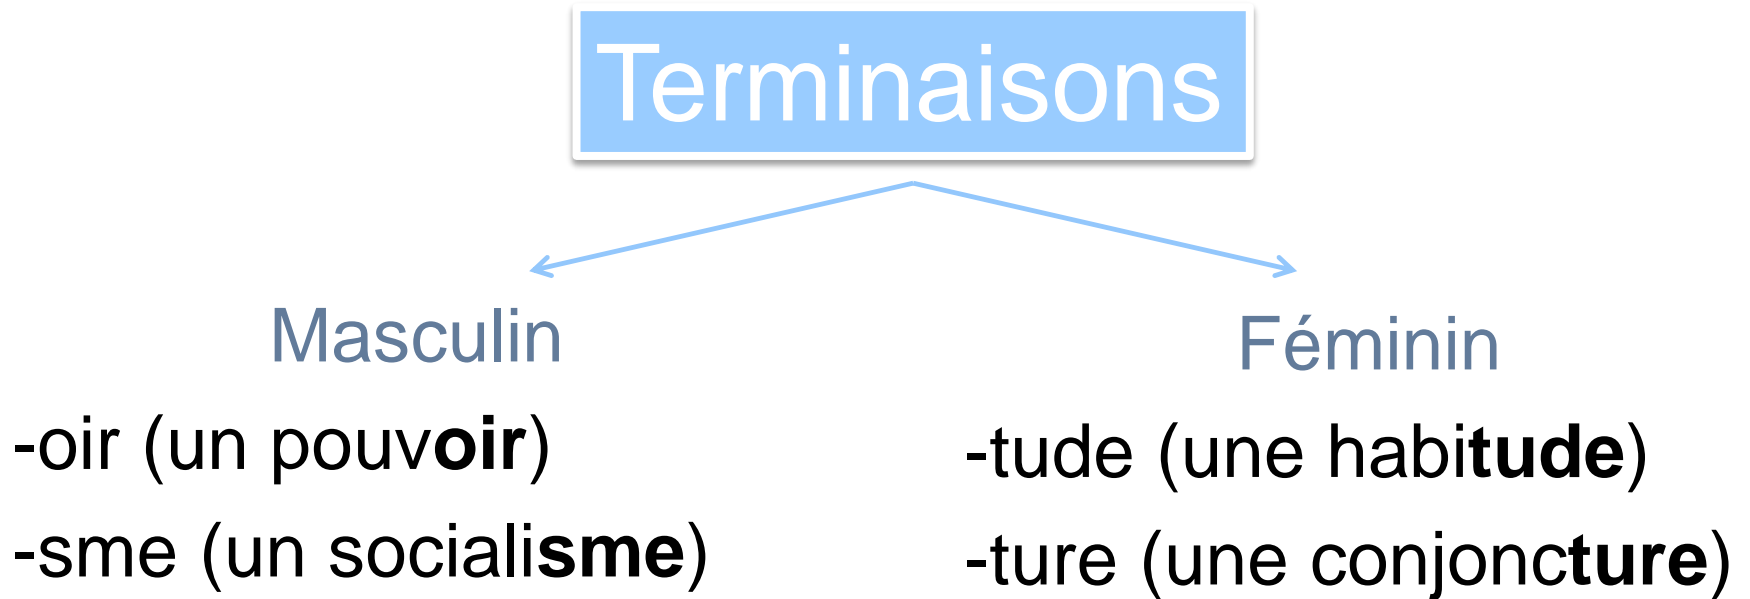 Terminaisons
Masculin
-oir (un pouvoir)
-sme (un socialisme)
Féminin
-tude (une habitude)
-ture (une conjoncture)